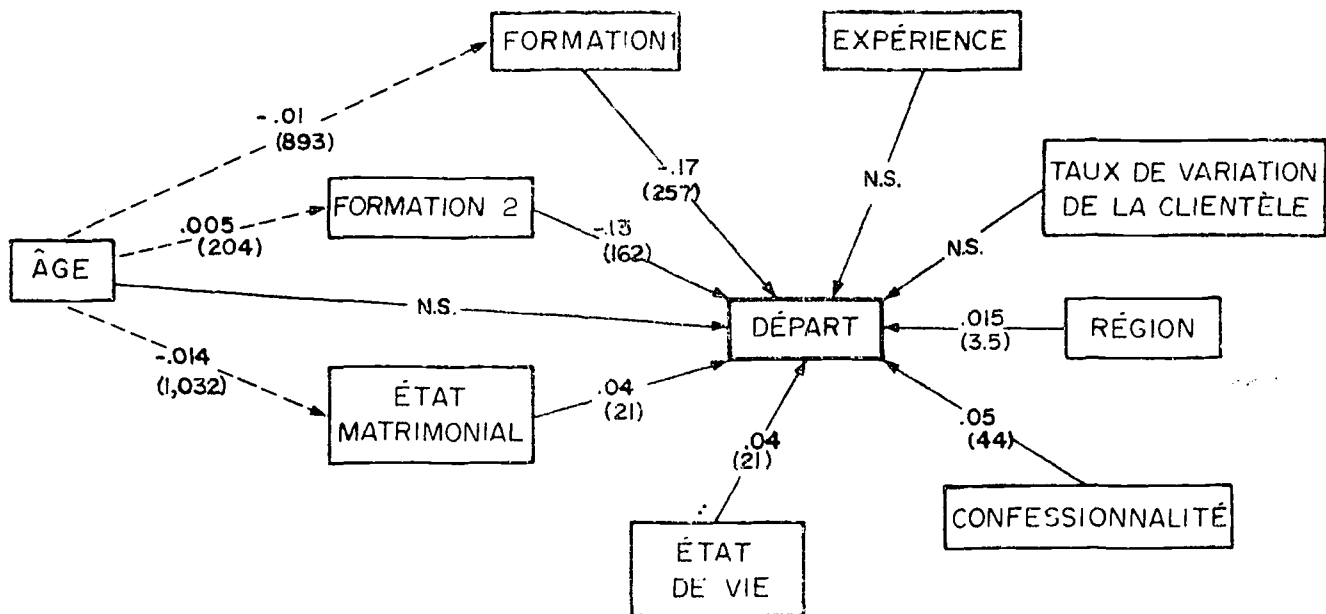 FORMATION 1
EXPÉRIENCE
-.01
(893)
-.17
(257)
N.S.
TAUX DE VARIATION
DE LA CLIENTÈLE
FORMATION 2
.005
(204)
-.13
(162)
N.S.
ÂGE
N.S.
DÉPART
.015
(3.5)
RÉGION
-.014
(1,032)
ÉTAT
MATRIMONIAL
.04
(21)
.04
(21)
.05
(44)
CONFESSIONNALITÉ
ÉTAT
DE VIE